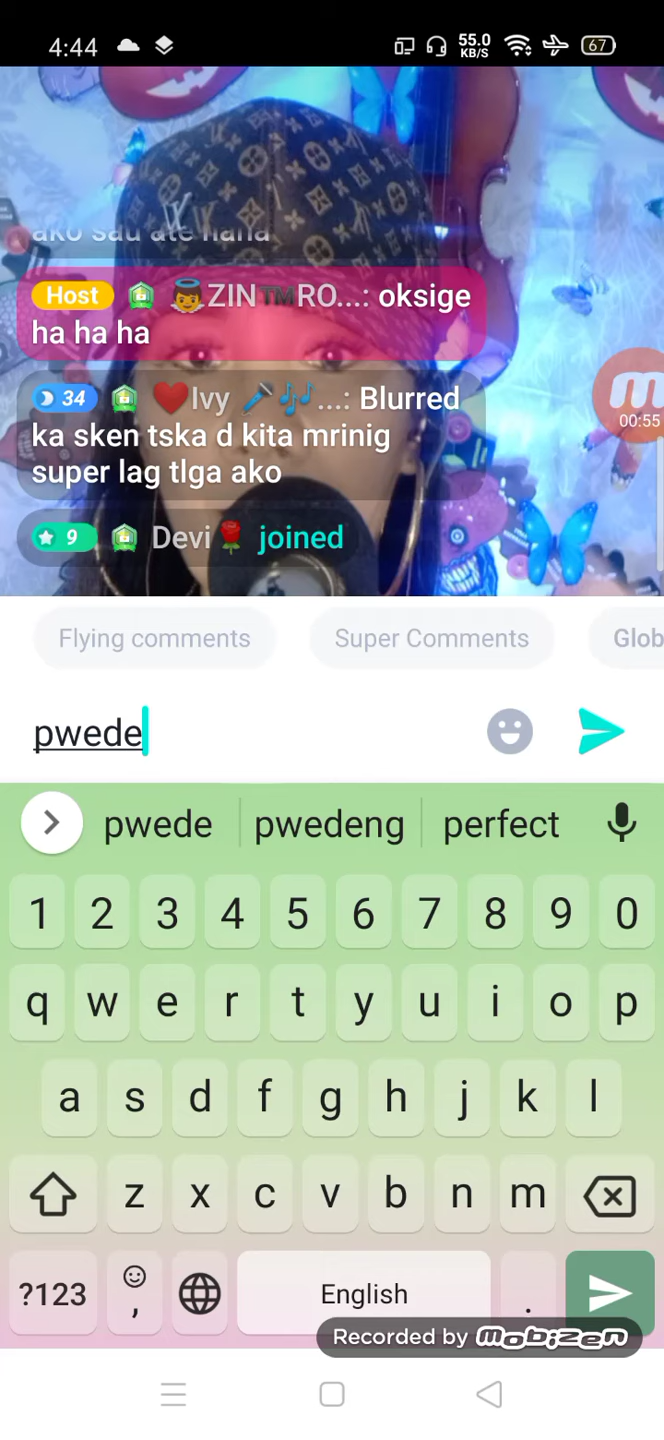 4:44 55.0 KB/S 67
Host ZIN™RO...: oksige
ha ha ha
34 Ivy ...: Blurred
ka sken tska d kita mrinig
super lag tlga ako
9 Devi joined
00:55
Flying comments Super Comments Glob
pwede
pwede pwedeng perfect
1 2 3 4 5 6 7 8 9 0
q w e r t y u i o p
a s d f g h j k l
z x c v b n m
?123 , English .
Recorded by mobizen